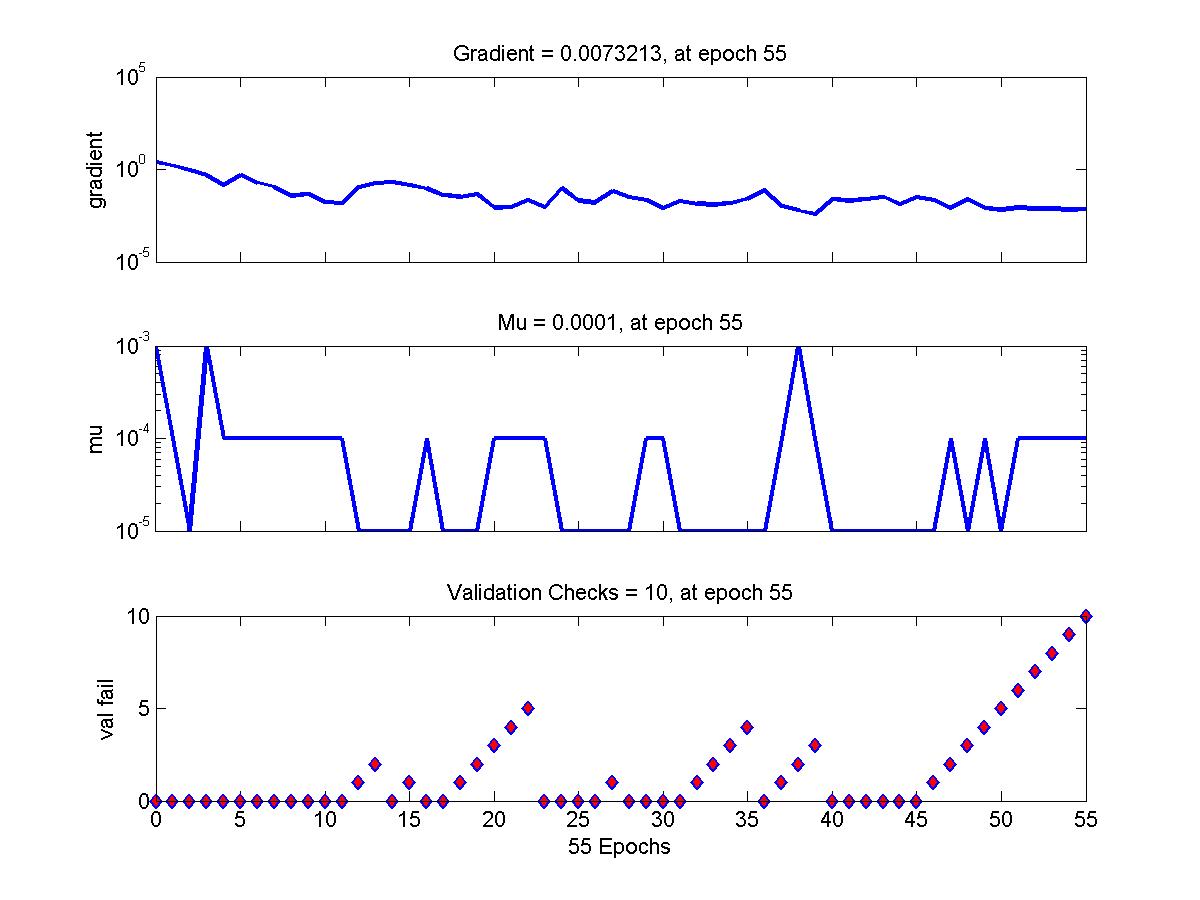 Gradient = 0.0073213, at epoch 55
10^5
10^0
10^-5
gradient
Mu = 0.0001, at epoch 55
10^-3
10^-4
10^-5
mu
Validation Checks = 10, at epoch 55
10
5
0
val fail
0 5 10 15 20 25 30 35 40 45 50 55
55 Epochs